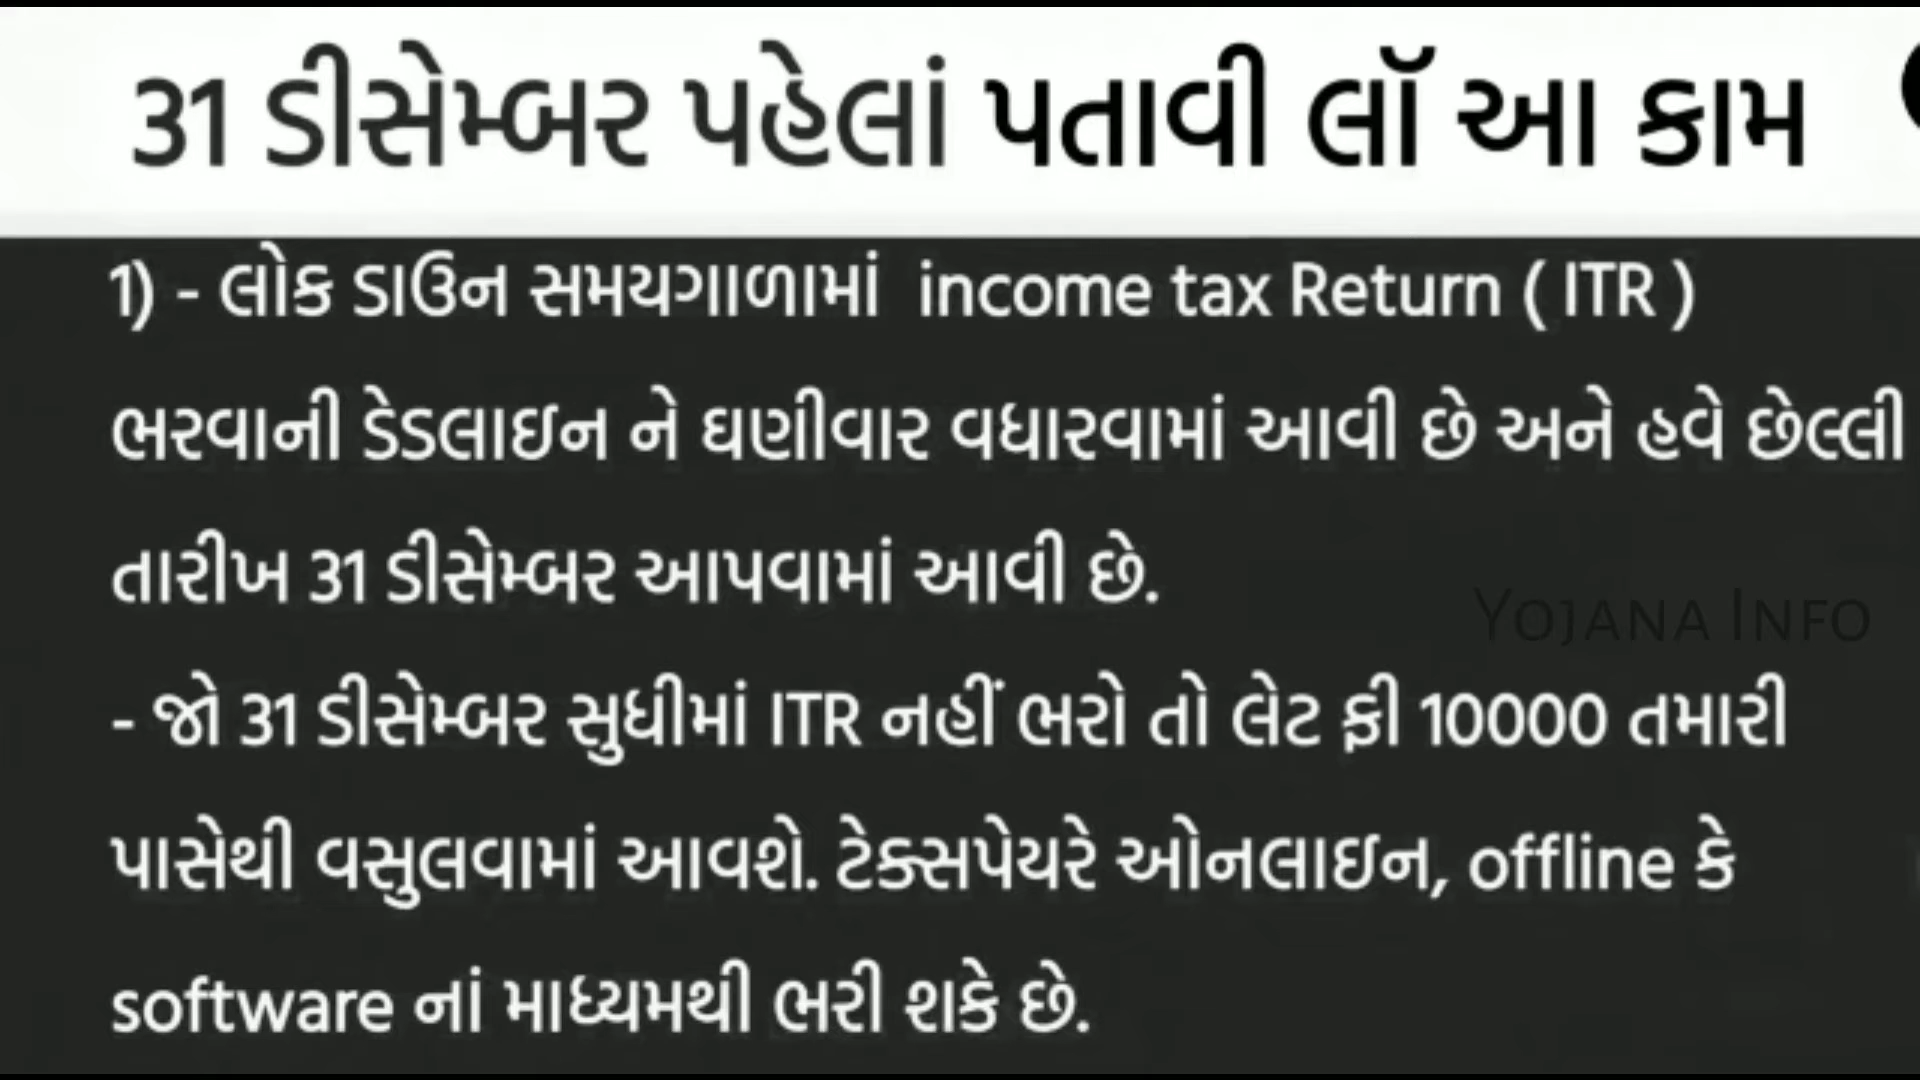 31 ડીસેમ્બર પહેલાં પતાવી લૉ આ કામ
1) - લોક ડાઉન સમયગાળામાં income tax Return ( ITR )
ભરવાની ડેડલાઇન ને ઘણીવાર વધારવામાં આવી છે અને હવે છેલ્લી
તારીખ 31 ડીસેમ્બર આપવામાં આવી છે.
YOJANA INFO
- જો 31 ડીસેમ્બર સુધીમાં ITR નહીં ભરો તો લેટ ફી 10000 તમારી
પાસેથી વસુલવામાં આવશે. ટેક્સપેયરે ઓનલાઇન, offline કે
software નાં માધ્યમથી ભરી શકે છે.